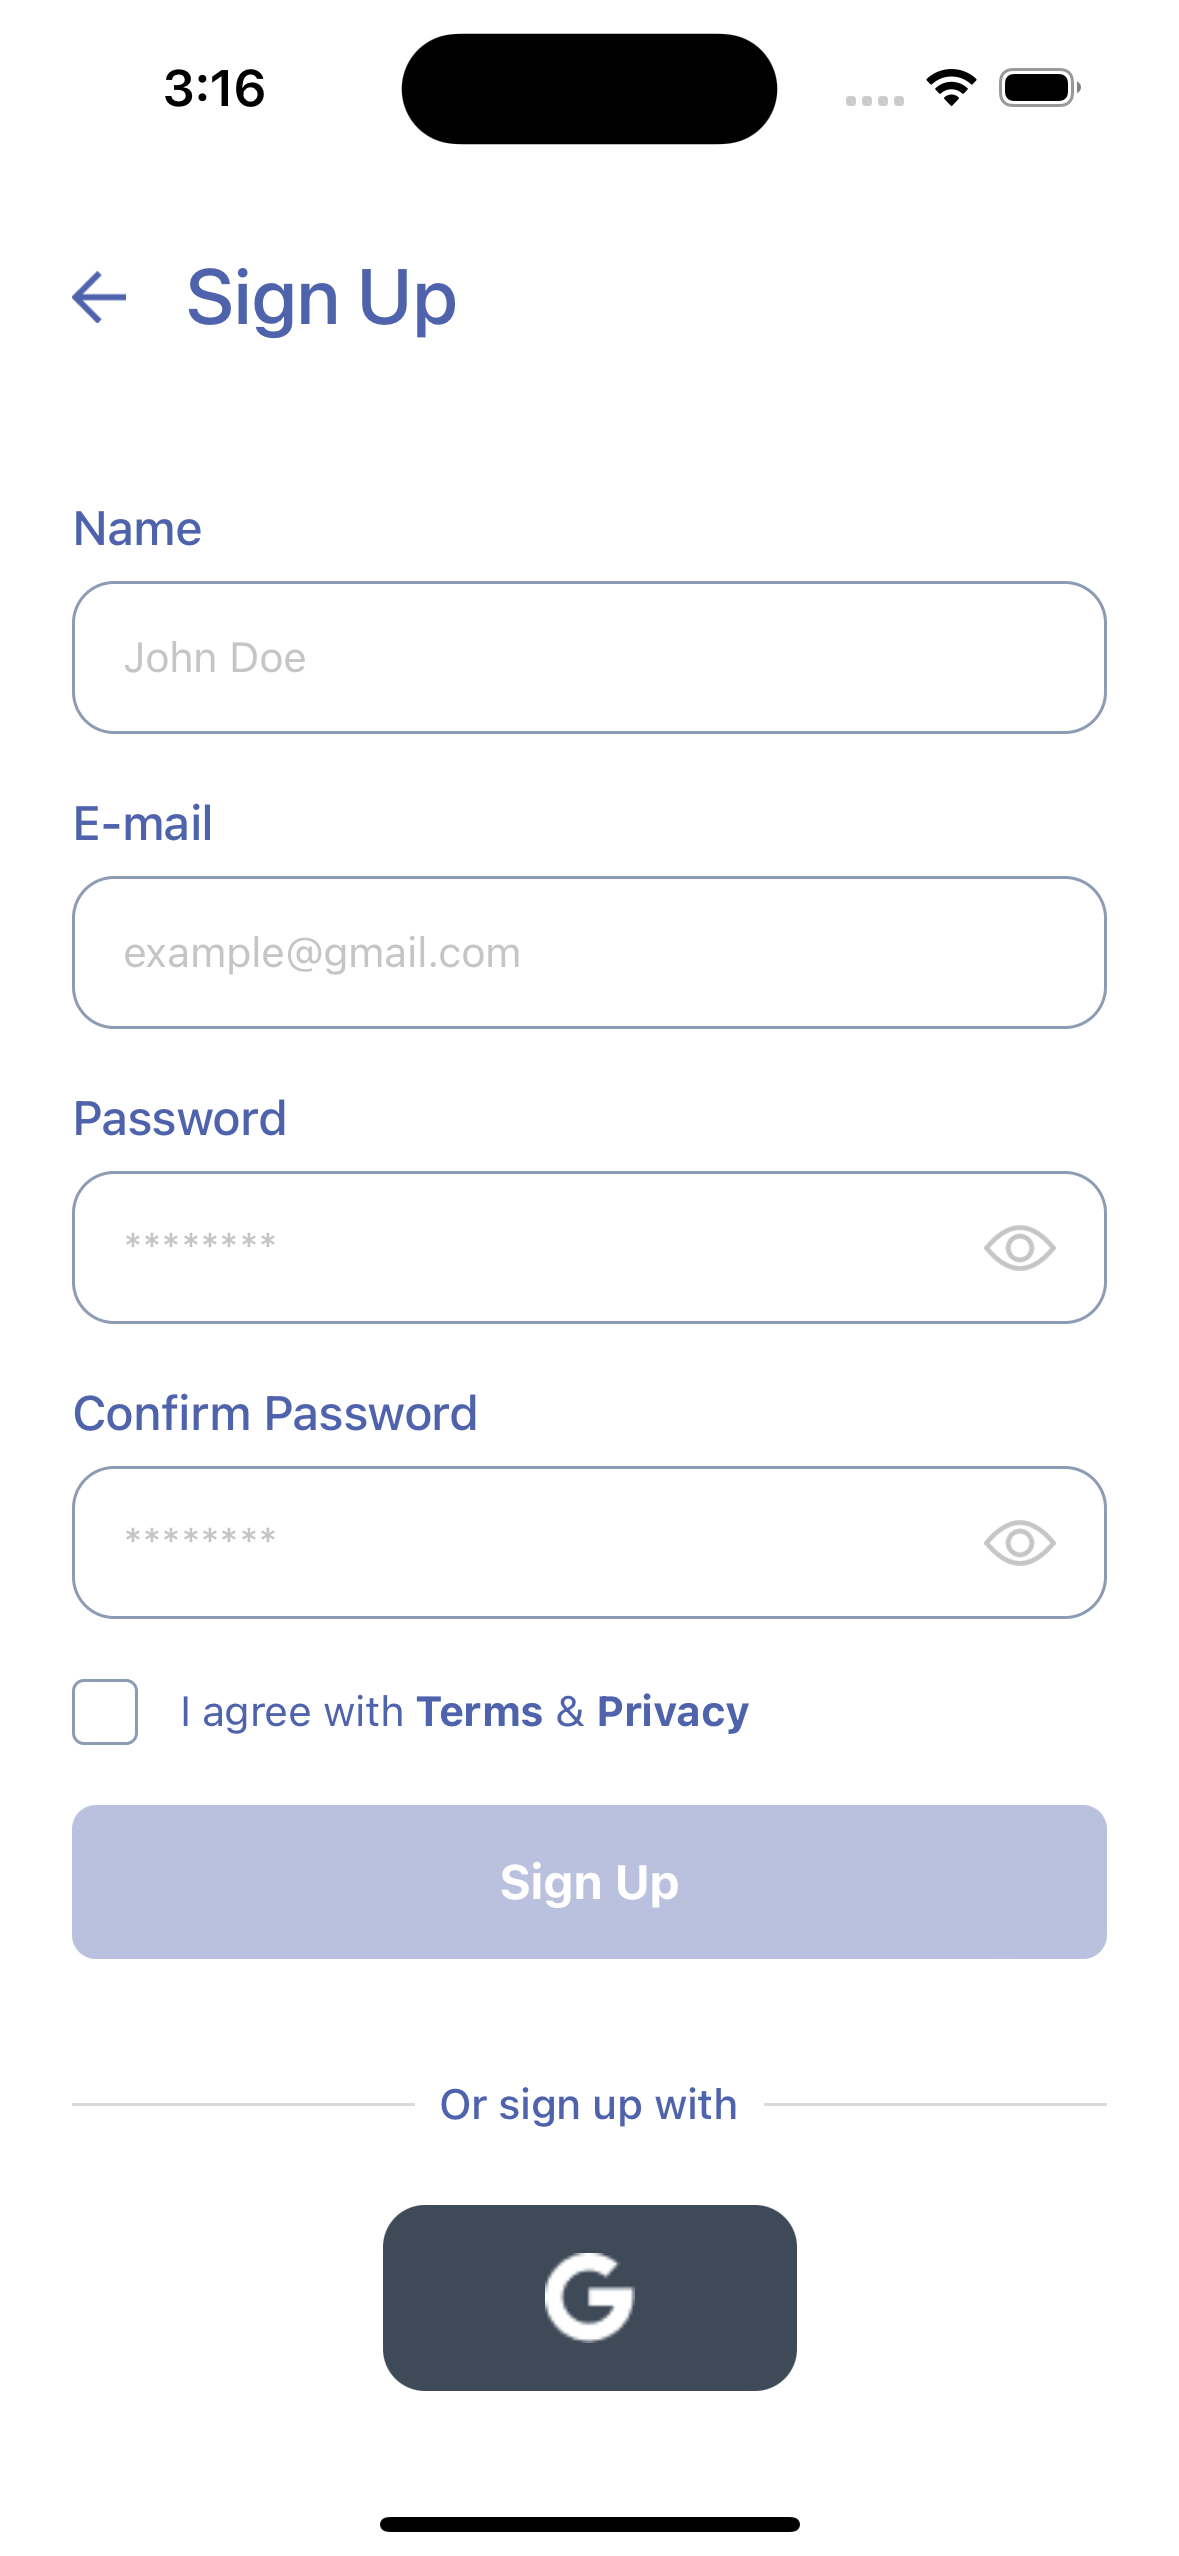 3:16
Sign Up
Name
John Doe
E-mail
example@gmail.com
Password
********
Confirm Password
********
I agree with Terms & Privacy
Sign Up
Or sign up with
G